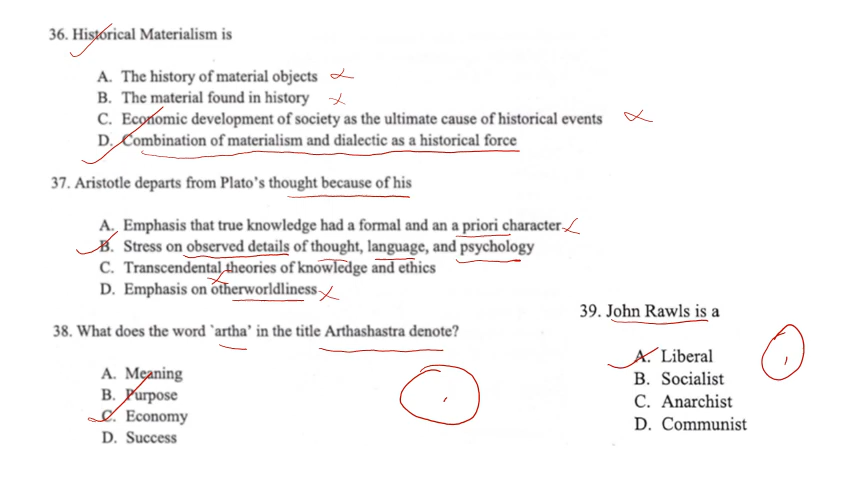 36. Historical Materialism is
A. The history of material objects
B. The material found in history
C. Economic development of society as the ultimate cause of historical events
D. Combination of materialism and dialectic as a historical force
37. Aristotle departs from Plato's thought because of his
A. Emphasis that true knowledge had a formal and an a priori character
B. Stress on observed details of thought, language, and psychology
C. Transcendental theories of knowledge and ethics
D. Emphasis on otherworldliness
38. What does the word `artha' in the title Arthashastra denote?
A. Meaning
B. Purpose
C. Economy
D. Success
39. John Rawls is a
A. Liberal
B. Socialist
C. Anarchist
D. Communist